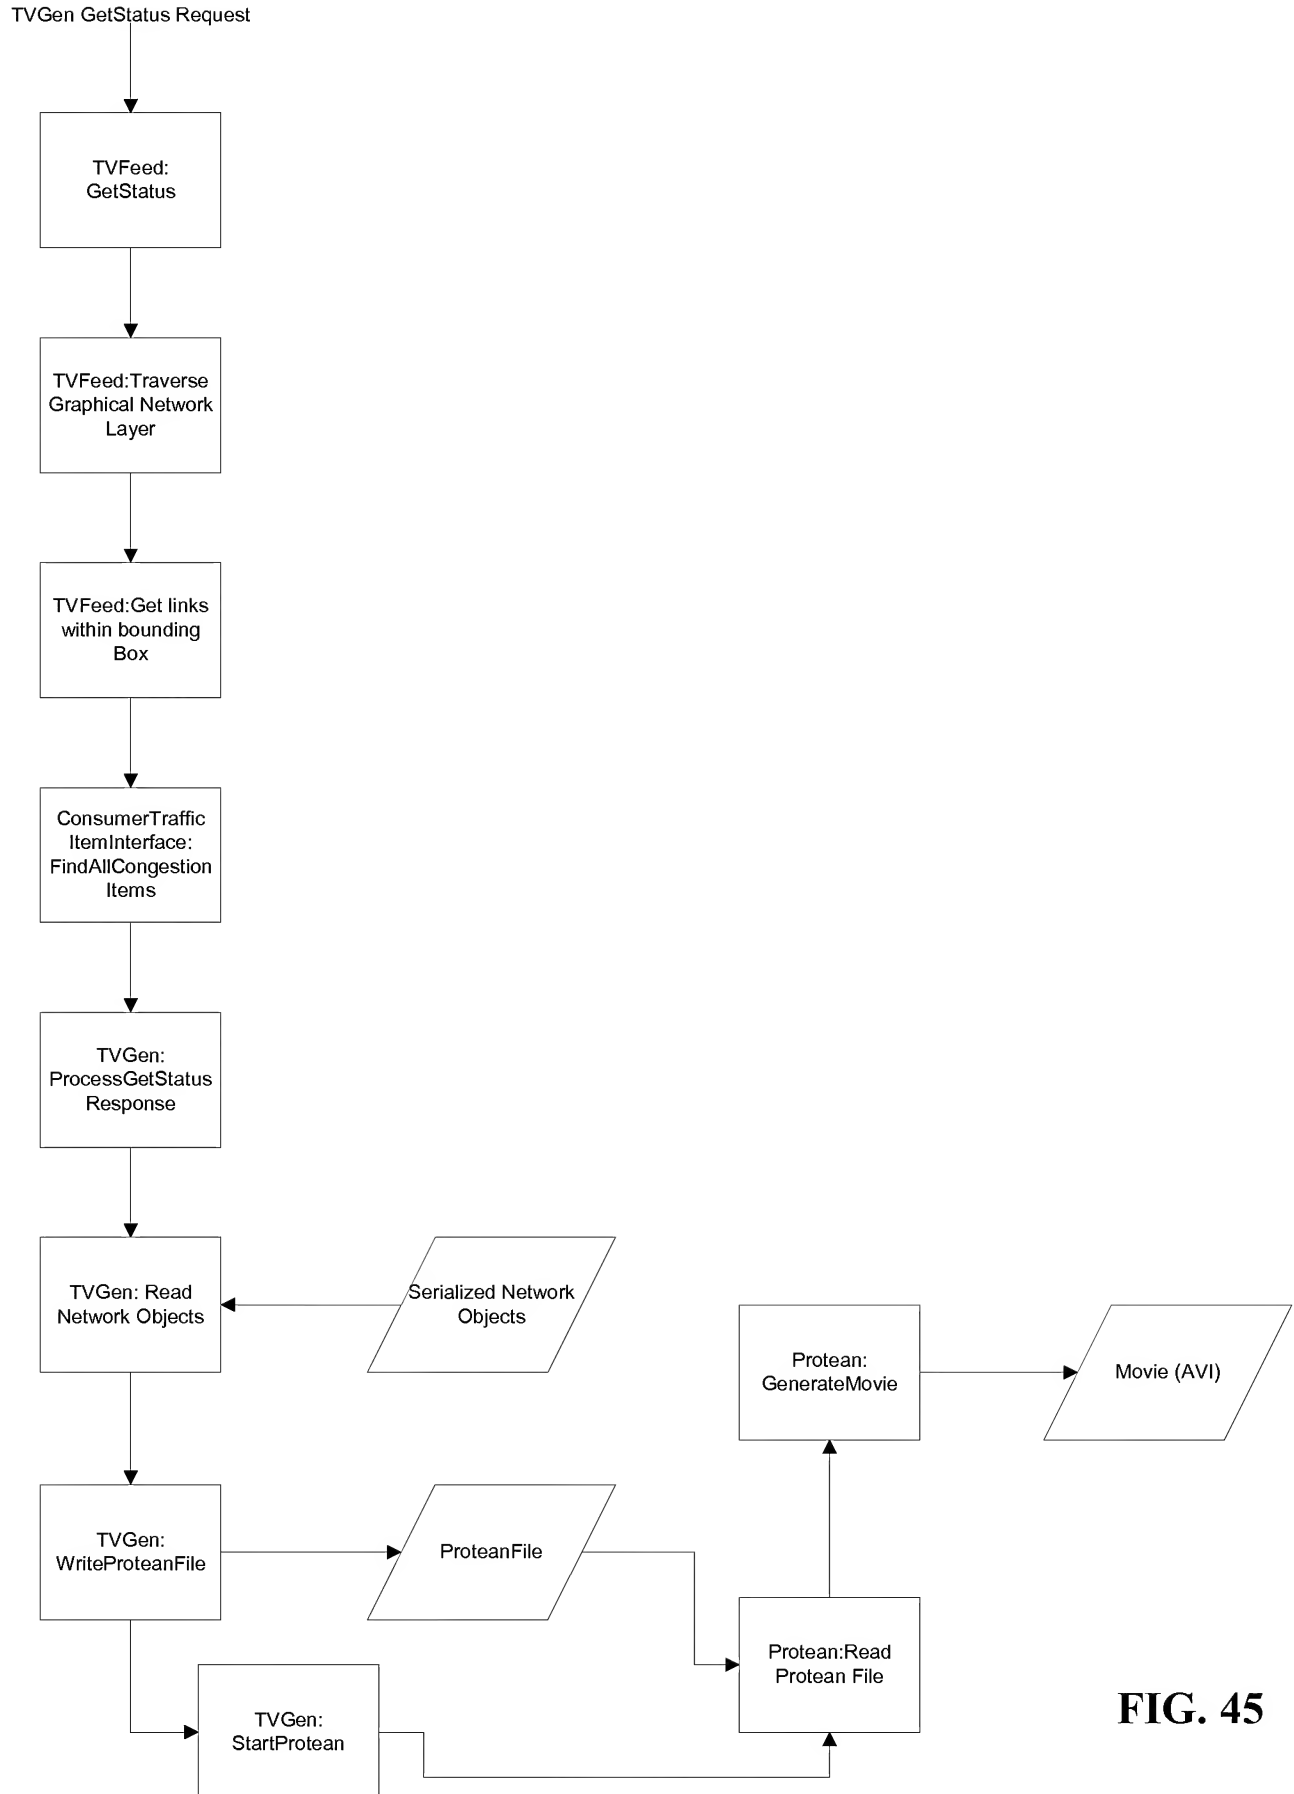 TVGen GetStatus Request
TVFeed:
GetStatus
TVFeed:Traverse
Graphical Network
Layer
TVFeed:Get links
within bounding
Box
ConsumerTraffic
ItemInterface:
FindAllCongestion
Items
TVGen:
ProcessGetStatus
Response
TVGen: Read
Network Objects
Serialized Network
Objects
Protean:
GenerateMovie
Movie (AVI)
TVGen:
WriteProteanFile
ProteanFile
Protean:Read
Protean File
TVGen:
StartProtean
FIG. 45